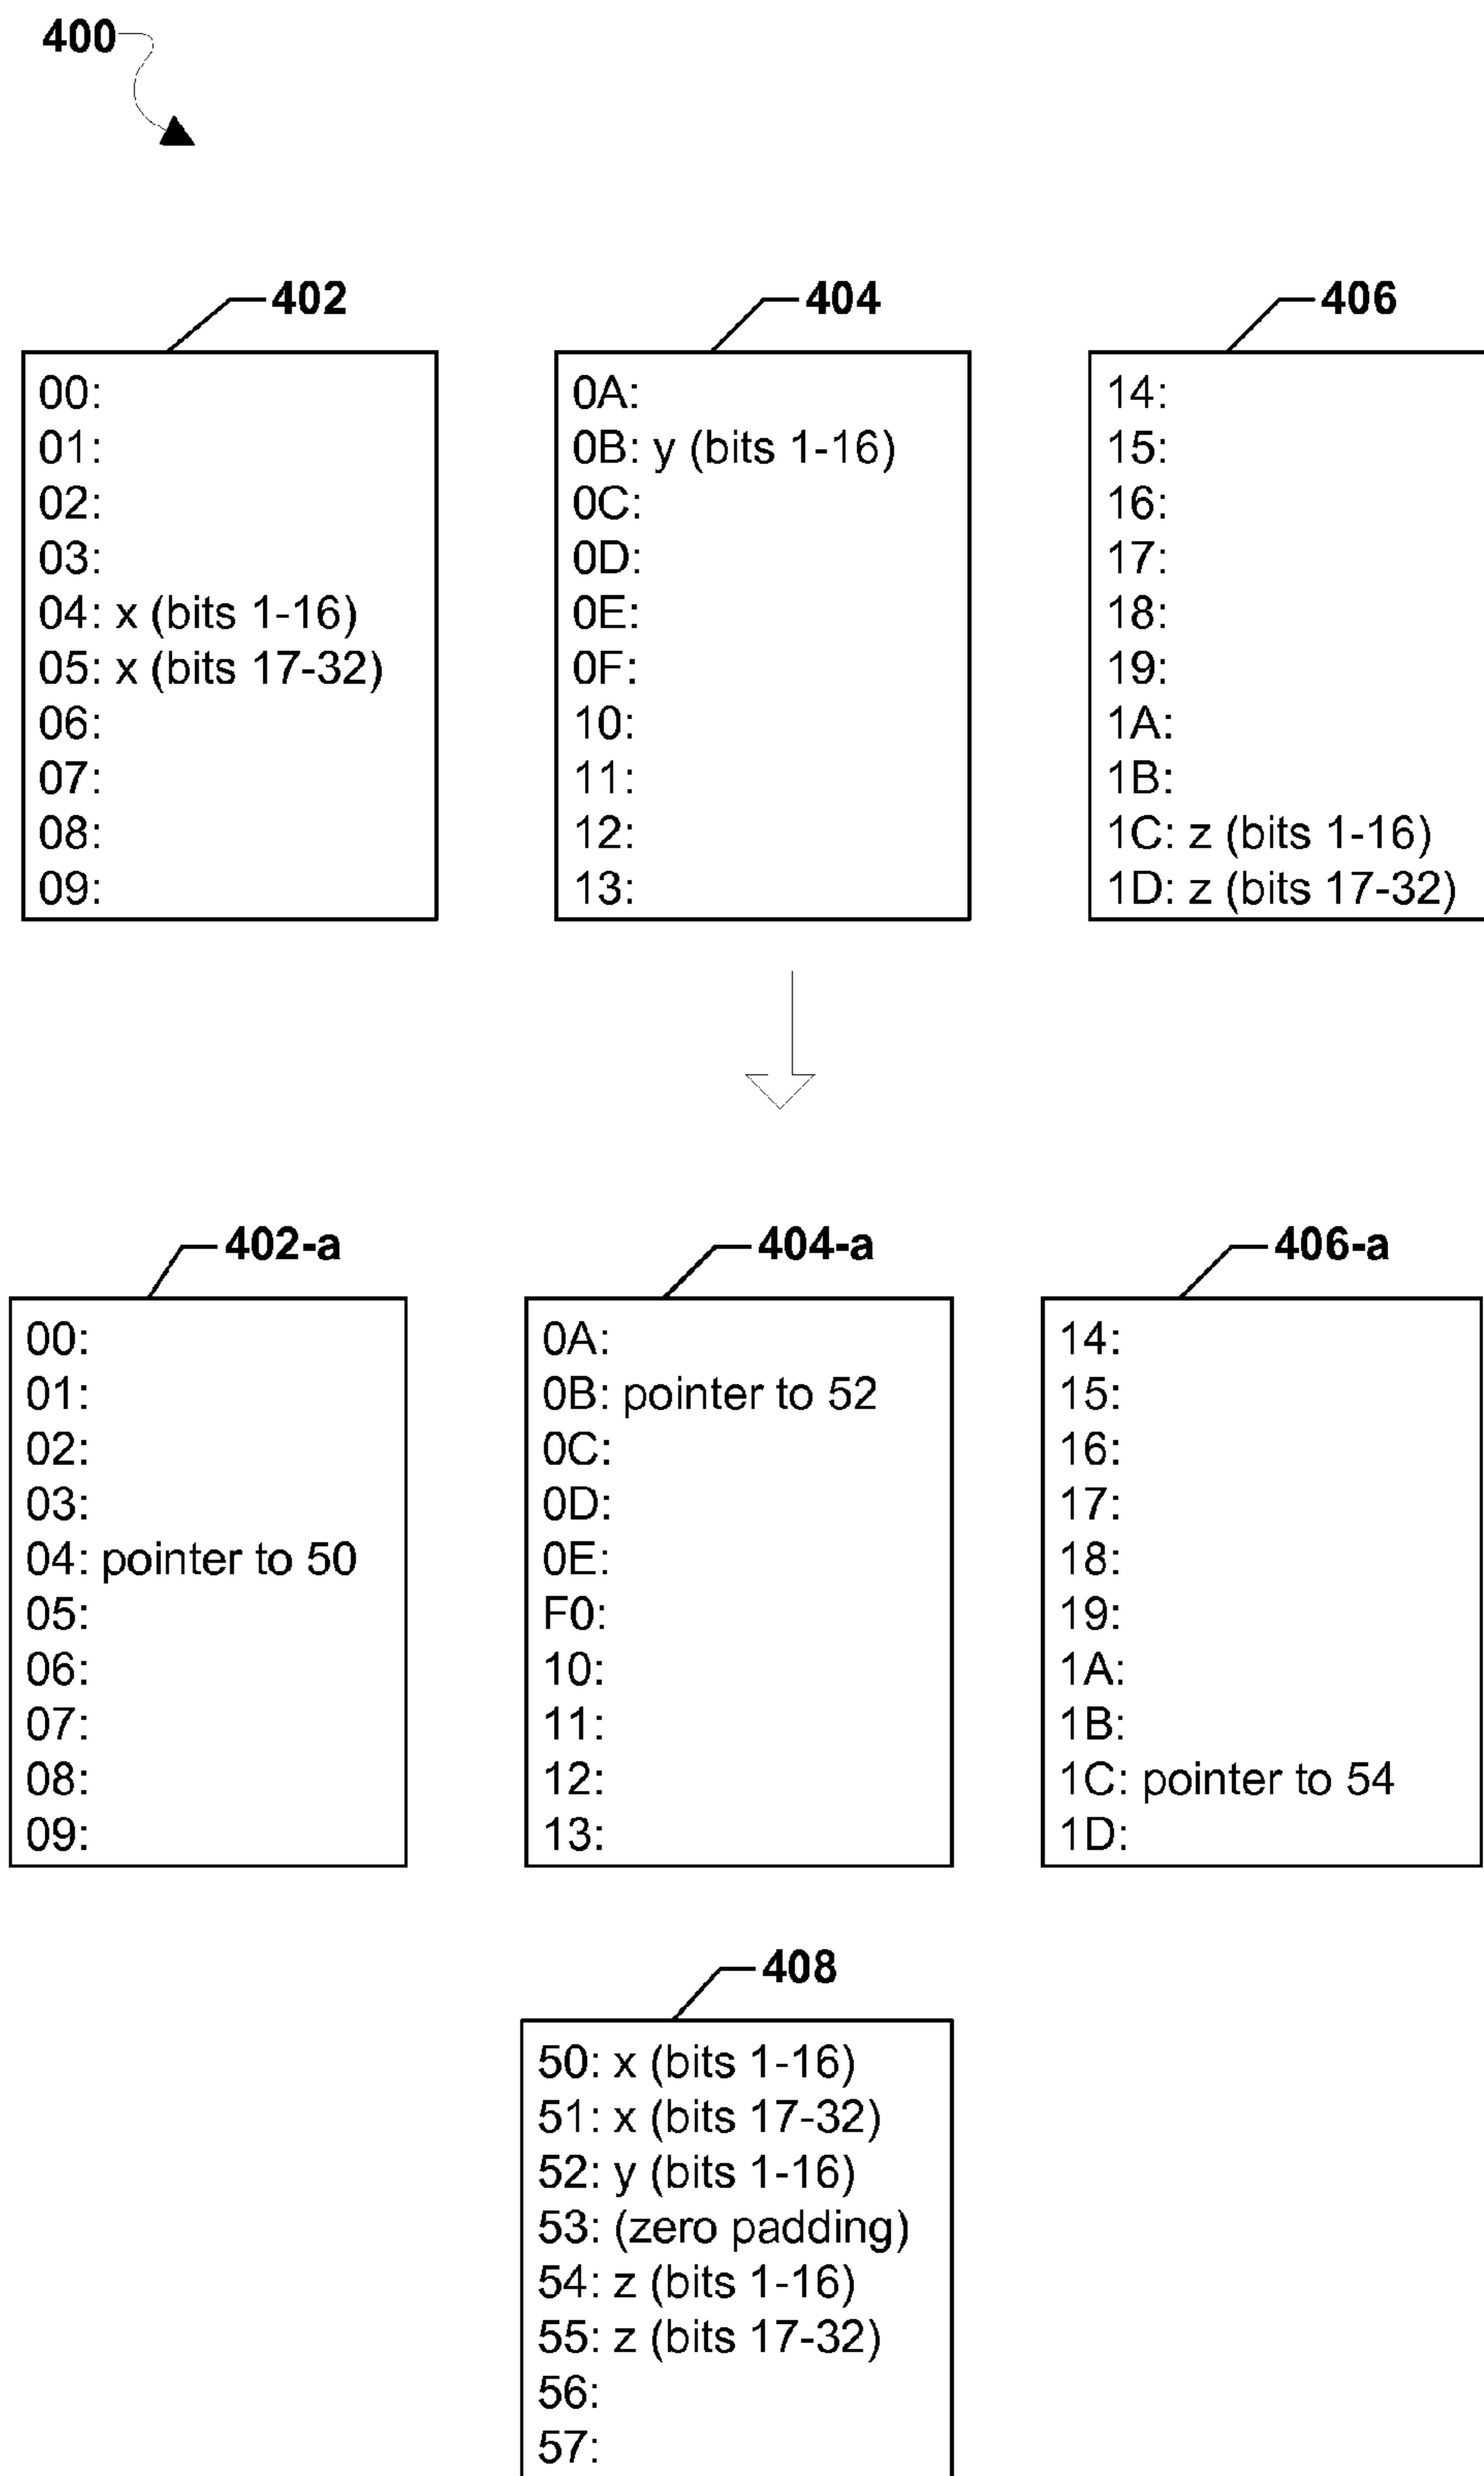 400
402
00:
01:
02:
03:
04: x (bits 1-16)
05: x (bits 17-32)
06:
07:
08:
09:
404
0A:
0B: y (bits 1-16)
0C:
0D:
0E:
0F:
10:
11:
12:
13:
406
14:
15:
16:
17:
18:
19:
1A:
1B:
1C: z (bits 1-16)
1D: z (bits 17-32)
402-a
00:
01:
02:
03:
04: pointer to 50
05:
06:
07:
08:
09:
404-a
0A:
0B: pointer to 52
0C:
0D:
0E:
F0:
10:
11:
12:
13:
406-a
14:
15:
16:
17:
18:
19:
1A:
1B:
1C: pointer to 54
1D:
408
50: x (bits 1-16)
51: x (bits 17-32)
52: y (bits 1-16)
53: (zero padding)
54: z (bits 1-16)
55: z (bits 17-32)
56:
57: